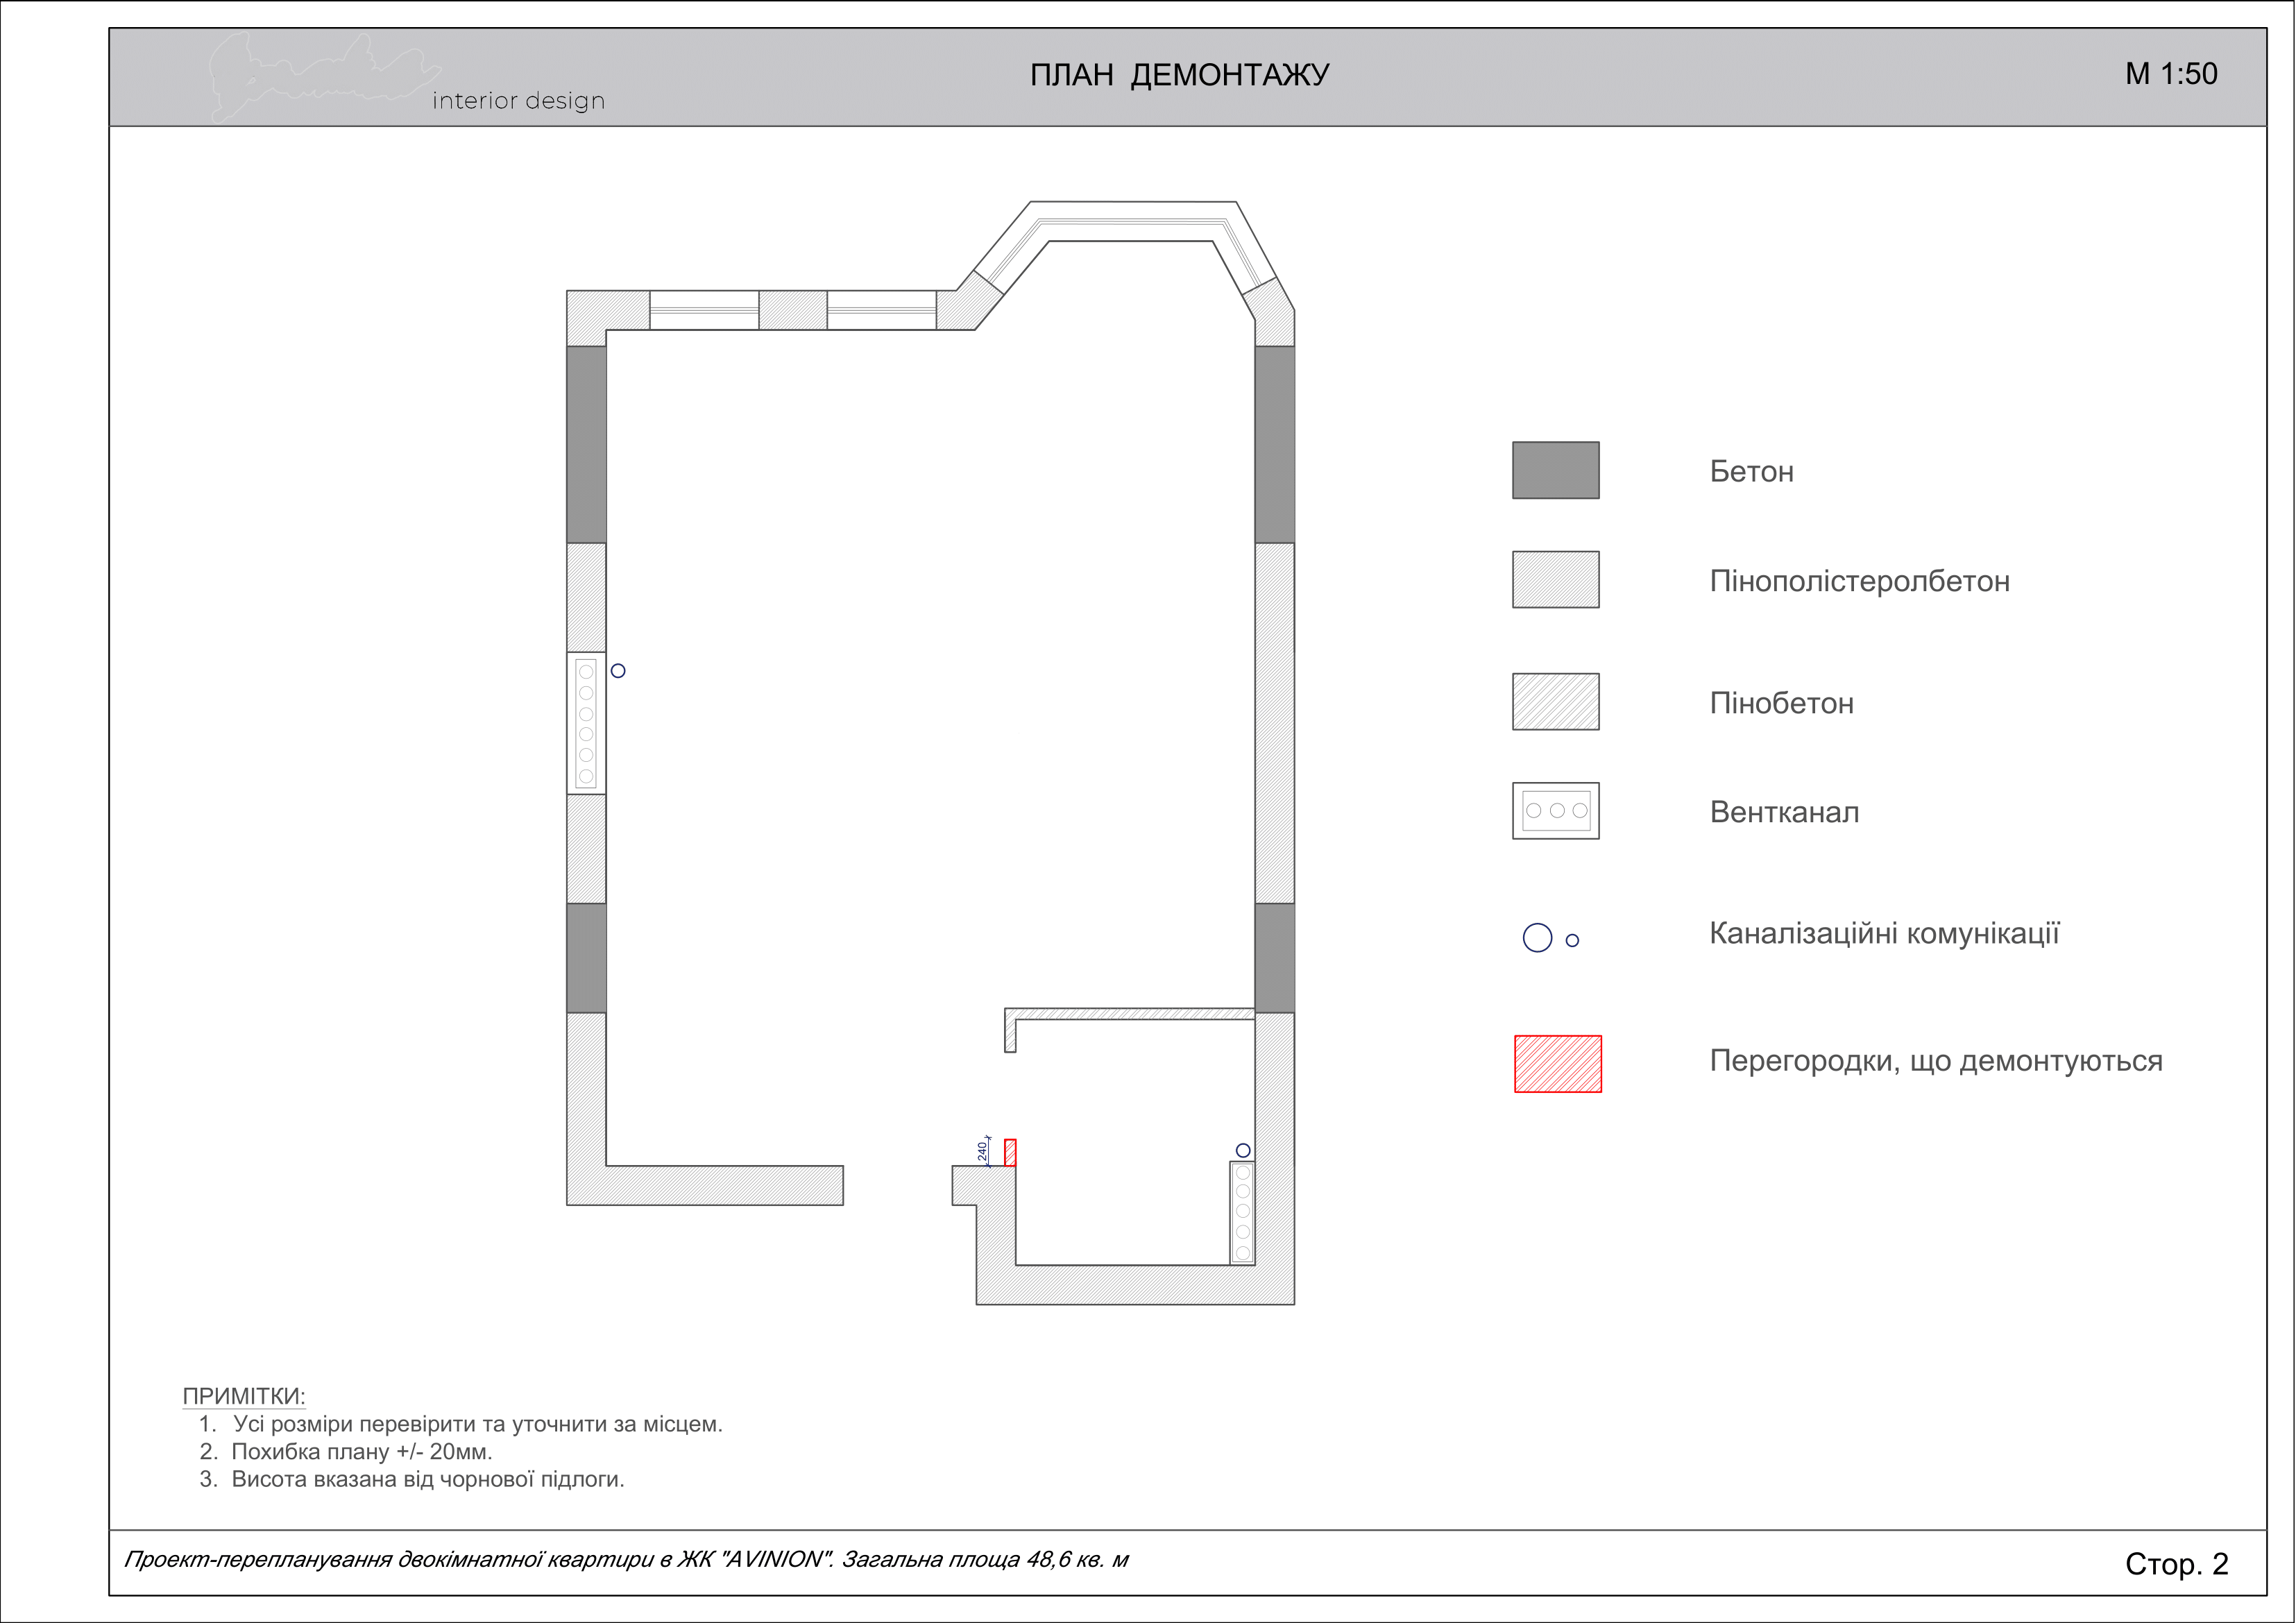 interior design
ПЛАН ДЕМОНТАЖУ
М 1:50
Бетон
Пінополістеролбетон
Пінобетон
Вентканал
Каналізаційні комунікації
Перегородки, що демонтуються
240
ПРИМІТКИ:
1. Усі розміри перевірити та уточнити за місцем.
2. Похибка плану +/- 20мм.
3. Висота вказана від чорнової підлоги.
Проект-перепланування двокімнатної квартири в ЖК "AVINION". Загальна площа 48,6 кв. м
Стор. 2